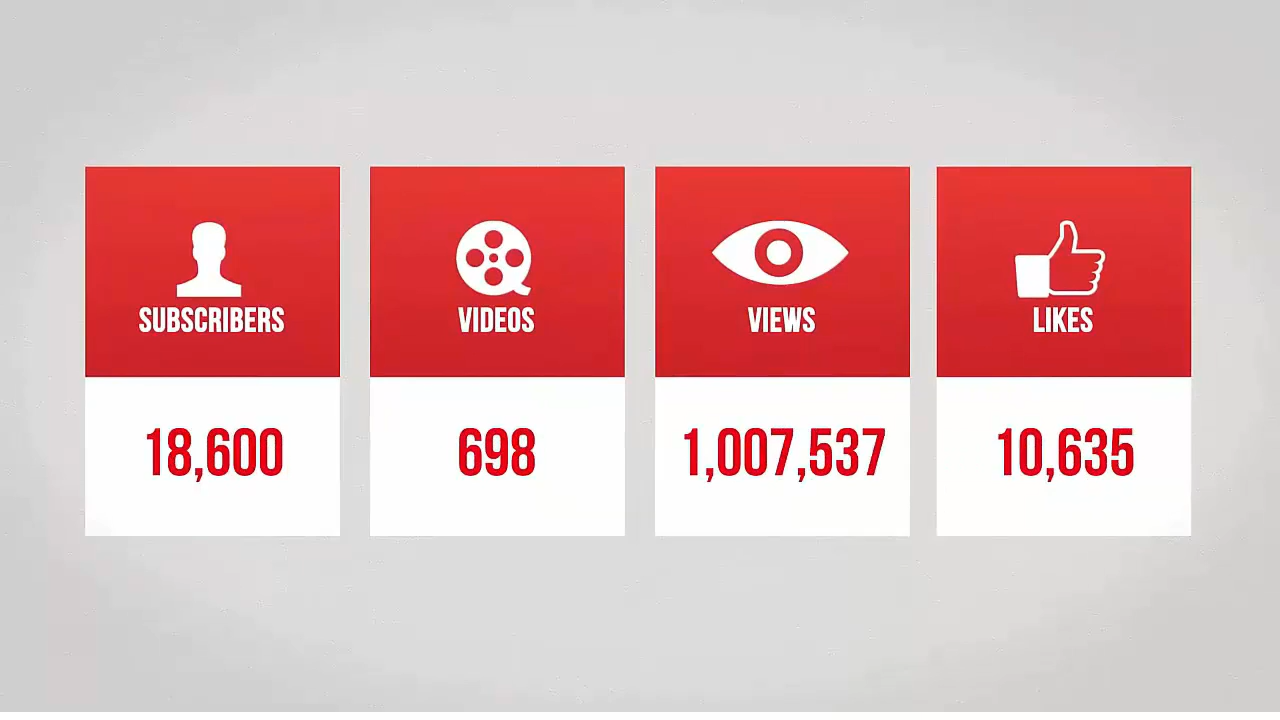 SUBSCRIBERS
18,600
VIDEOS
698
VIEWS
1,007,537
LIKES
10,635